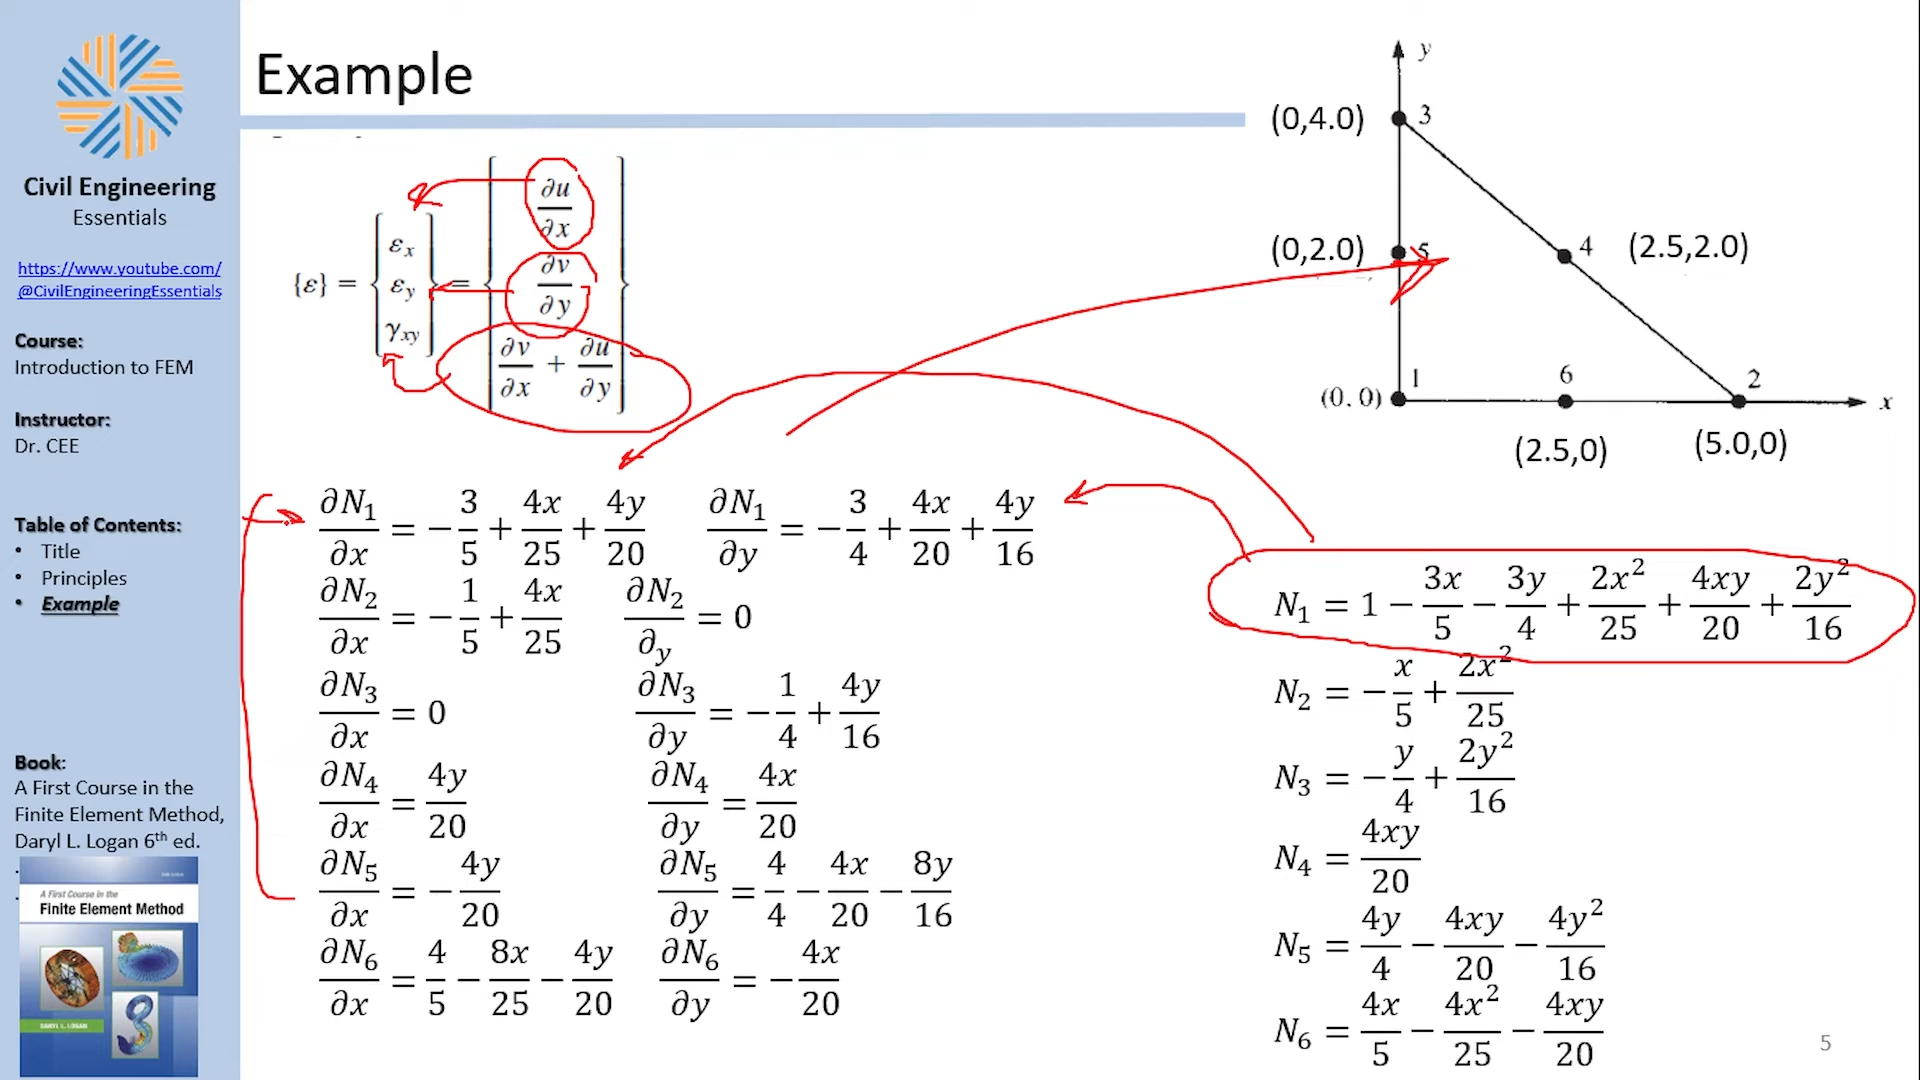 Example
Civil Engineering
Essentials
https://www.youtube.com/
@CivilEngineeringEssentials
Course:
Introduction to FEM
Instructor:
Dr. CEE
Table of Contents:
• Title
• Principles
• Example
Book:
A First Course in the
Finite Element Method,
Daryl L. Logan 6th ed.
A First Course in the
Finite Element Method
DARYL L. LOGAN
{ε} = {εx εy γxy} = {∂u/∂x ∂v/∂y ∂v/∂x + ∂u/∂y}
y
(0,4.0) 3
(0,2.0) 5
4 (2.5,2.0)
(0, 0) 1
6
2
x
(2.5,0)
(5.0,0)
∂N₁/∂x = −3/5 + 4x/25 + 4y/20 ∂N₁/∂y = −3/4 + 4x/20 + 4y/16
∂N₂/∂x = −1/5 + 4x/25 ∂N₂/∂y = 0
∂N₃/∂x = 0 ∂N₃/∂y = −1/4 + 4y/16
∂N₄/∂x = 4y/20 ∂N₄/∂y = 4x/20
∂N₅/∂x = −4y/20 ∂N₅/∂y = 4/4 − 4x/20 − 8y/16
∂N₆/∂x = 4/5 − 8x/25 − 4y/20 ∂N₆/∂y = −4x/20
N₁ = 1 − 3x/5 − 3y/4 + 2x²/25 + 4xy/20 + 2y²/16
N₂ = −x/5 + 2x²/25
N₃ = −y/4 + 2y²/16
N₄ = 4xy/20
N₅ = 4y/4 − 4xy/20 − 4y²/16
N₆ = 4x/5 − 4x²/25 − 4xy/20
5